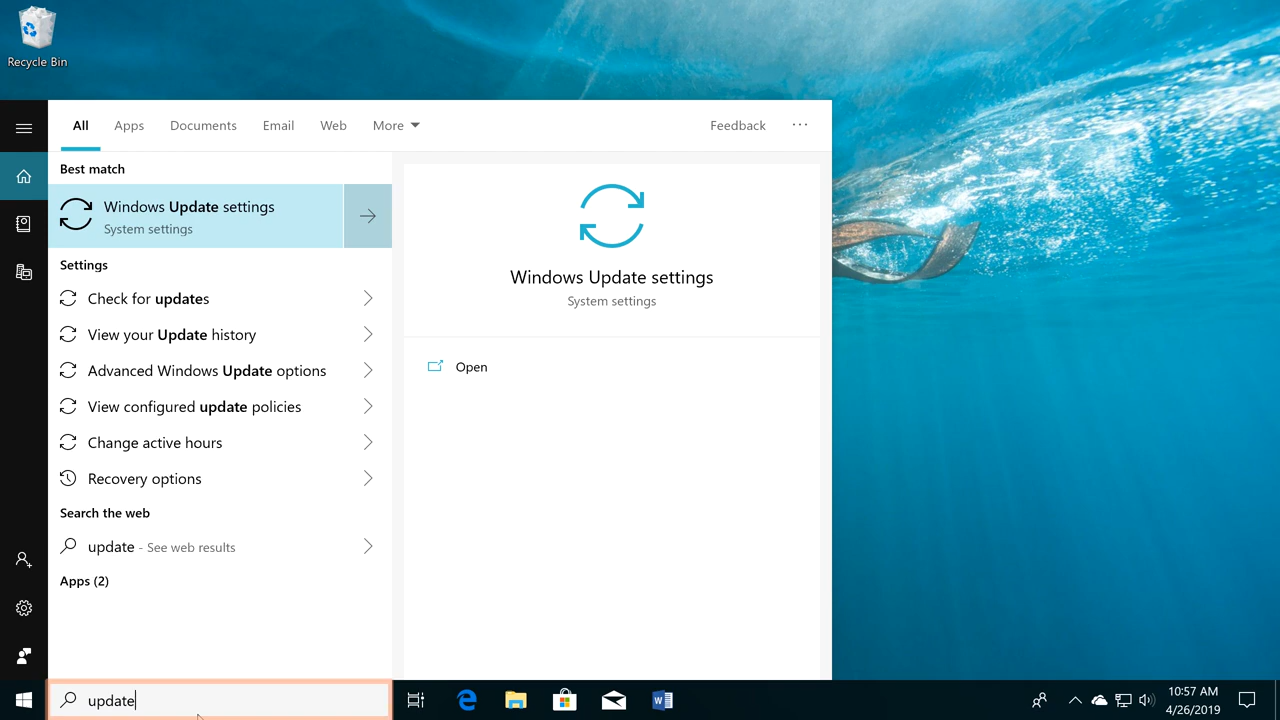 Recycle Bin
All Apps Documents Email Web More Feedback ...
Best match
Windows Update settings
System settings
Settings
Check for updates
View your Update history
Advanced Windows Update options
View configured update policies
Change active hours
Recovery options
Search the web
update - See web results
Apps (2)
Windows Update settings
System settings
Open
update
10:57 AM
4/26/2019